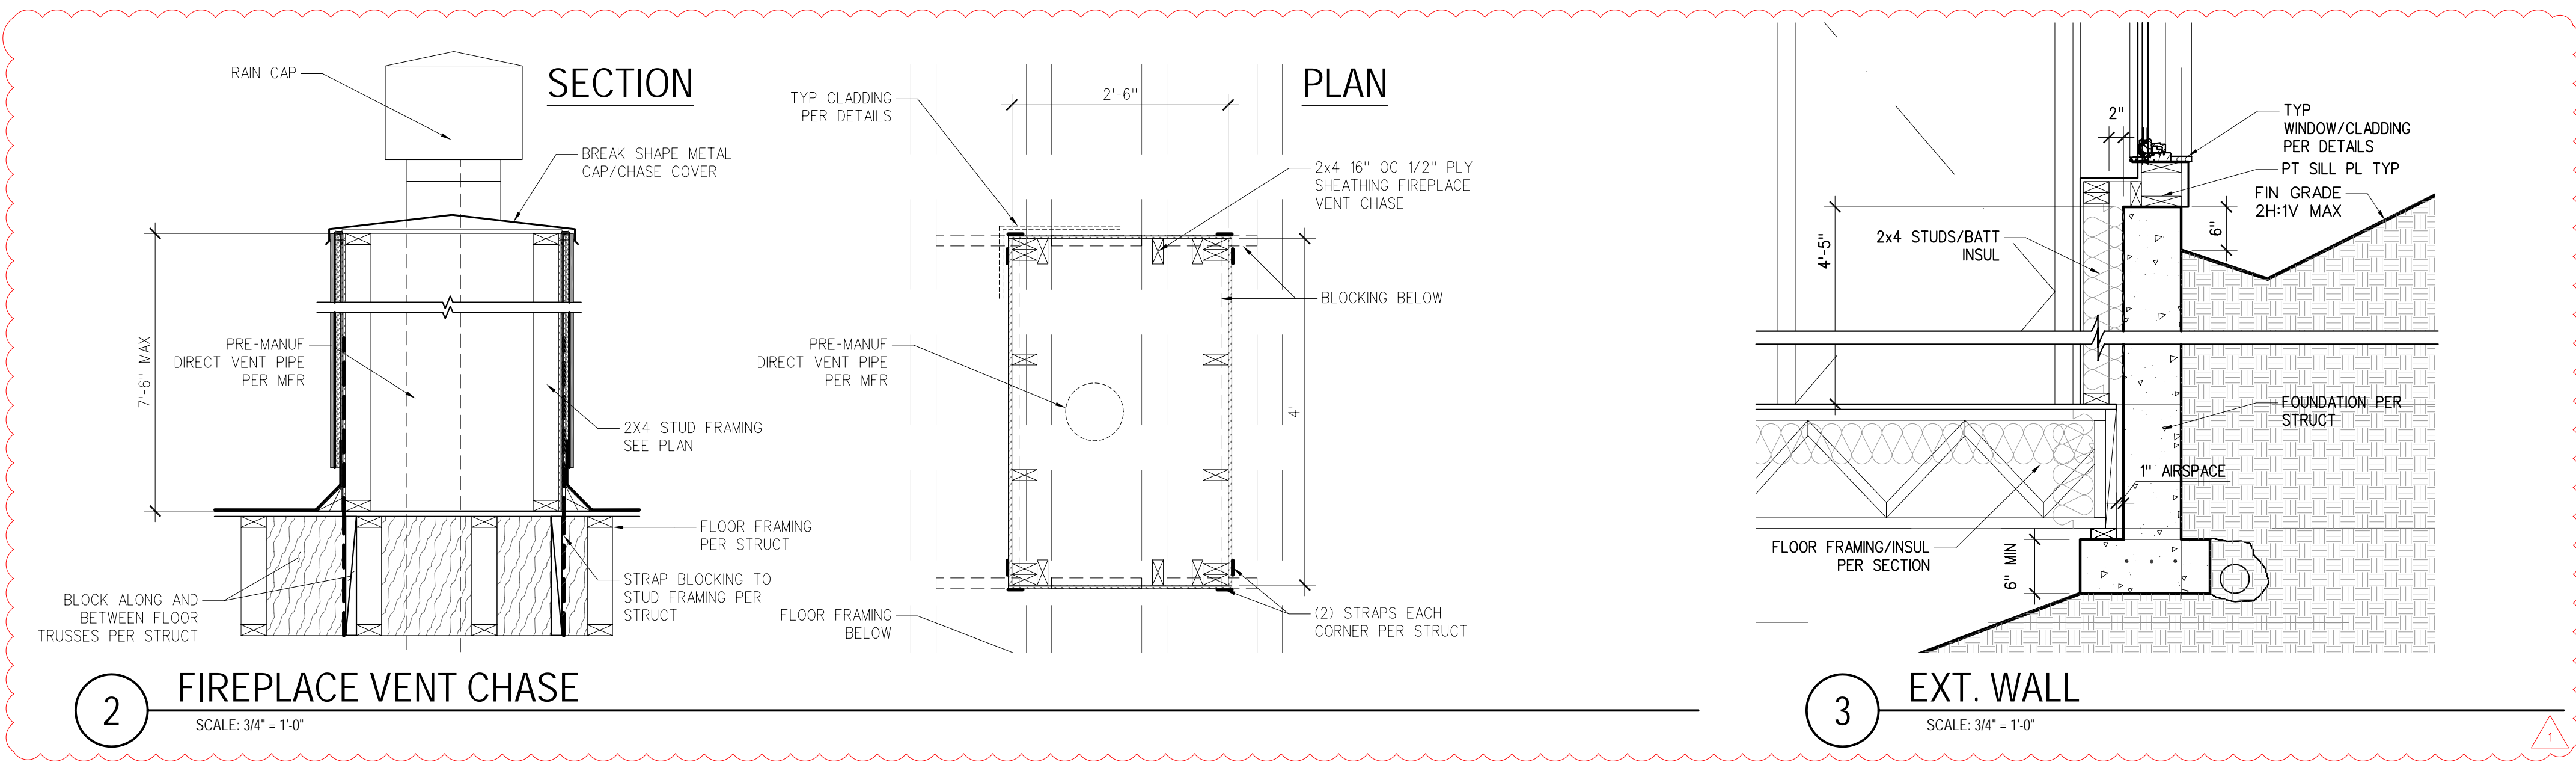 SECTION
RAIN CAP
BREAK SHAPE METAL
CAP/CHASE COVER
7'-6" MAX
PRE-MANUF
DIRECT VENT PIPE
PER MFR
2X4 STUD FRAMING
SEE PLAN
FLOOR FRAMING
PER STRUCT
STRAP BLOCKING TO
STUD FRAMING PER
STRUCT
BLOCK ALONG AND
BETWEEN FLOOR
TRUSSES PER STRUCT
PLAN
2'-6"
TYP CLADDING
PER DETAILS
2x4 16" OC 1/2" PLY
SHEATHING FIREPLACE
VENT CHASE
BLOCKING BELOW
PRE-MANUF
DIRECT VENT PIPE
PER MFR
4'
FLOOR FRAMING
BELOW
(2) STRAPS EACH
CORNER PER STRUCT
2
FIREPLACE VENT CHASE
SCALE: 3/4" = 1'-0"
2"
TYP
WINDOW/CLADDING
PER DETAILS
PT SILL PL TYP
FIN GRADE
2H:1V MAX
6"
2x4 STUDS/BATT
INSUL
4'-5"
FOUNDATION PER
STRUCT
1" AIRSPACE
FLOOR FRAMING/INSUL
PER SECTION
6" MIN
3
EXT. WALL
SCALE: 3/4" = 1'-0"
1